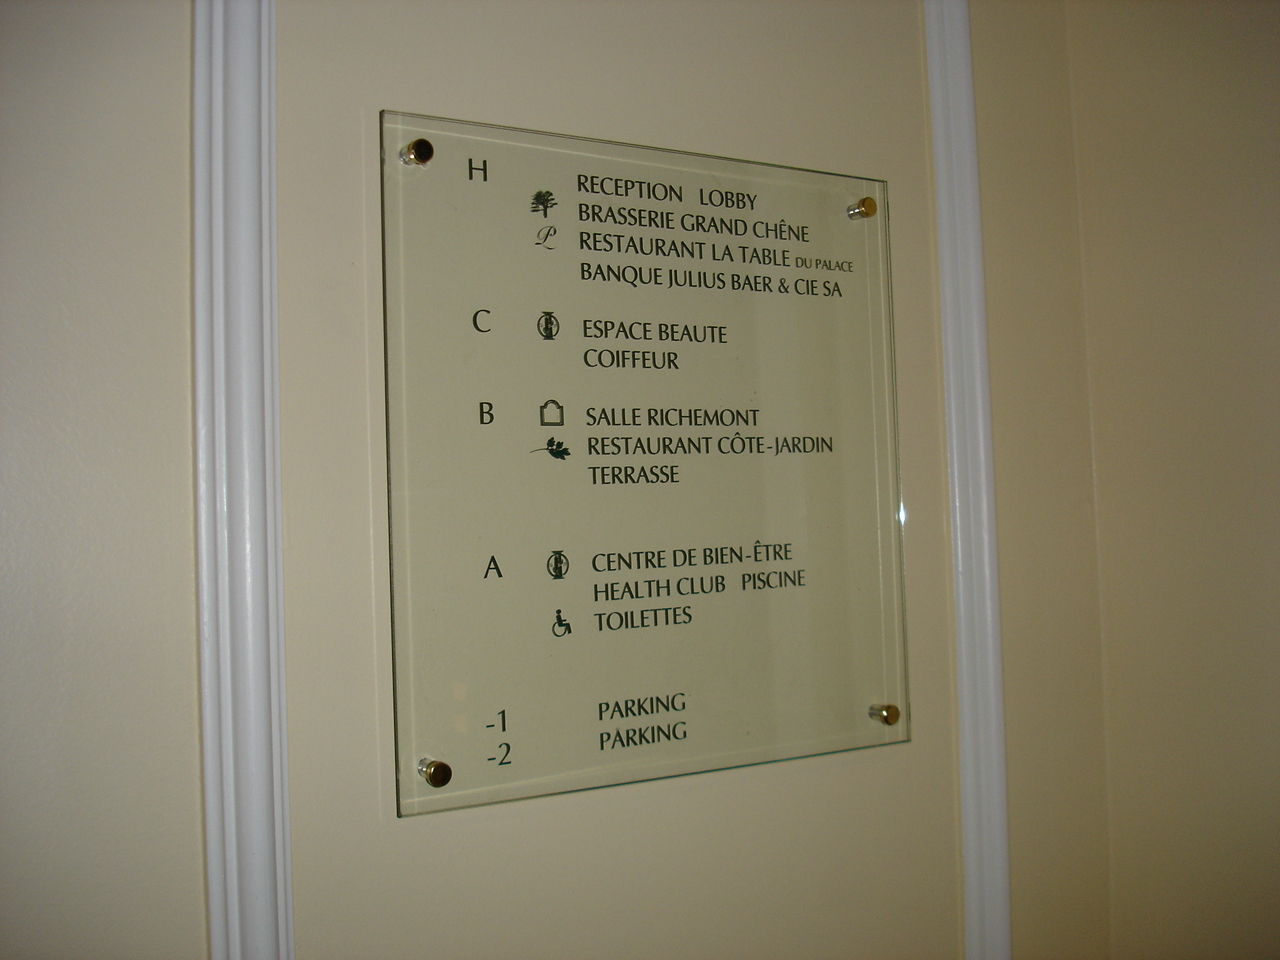 H RECEPTION LOBBY
BRASSERIE GRAND CHÊNE
RESTAURANT LA TABLE DU PALACE
BANQUE JULIUS BAER & CIE SA
C ESPACE BEAUTE
COIFFEUR
B SALLE RICHEMONT
RESTAURANT CÔTE-JARDIN
TERRASSE
A CENTRE DE BIEN-ÊTRE
HEALTH CLUB PISCINE
TOILETTES
-1 PARKING
-2 PARKING